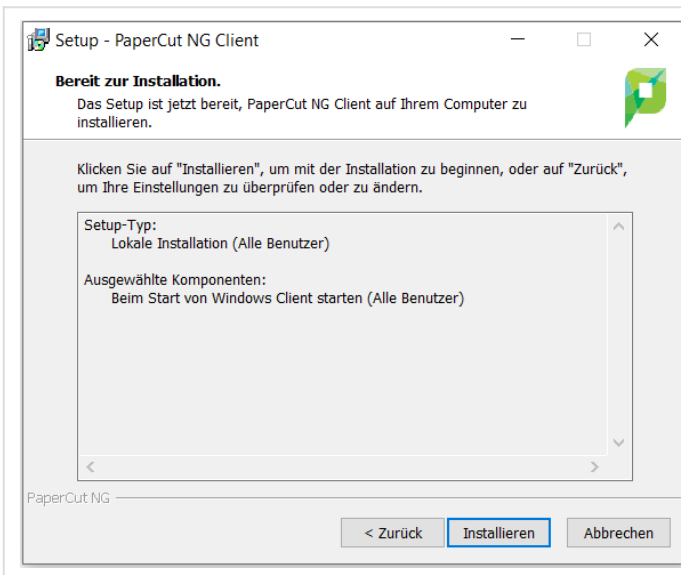 Setup - PaperCut NG Client
Bereit zur Installation.
Das Setup ist jetzt bereit, PaperCut NG Client auf Ihrem Computer zu
installieren.
Klicken Sie auf "Installieren", um mit der Installation zu beginnen, oder auf "Zurück",
um Ihre Einstellungen zu überprüfen oder zu ändern.
Setup-Typ:
Lokale Installation (Alle Benutzer)
Ausgewählte Komponenten:
Beim Start von Windows Client starten (Alle Benutzer)
PaperCut NG
< Zurück
Installieren
Abbrechen